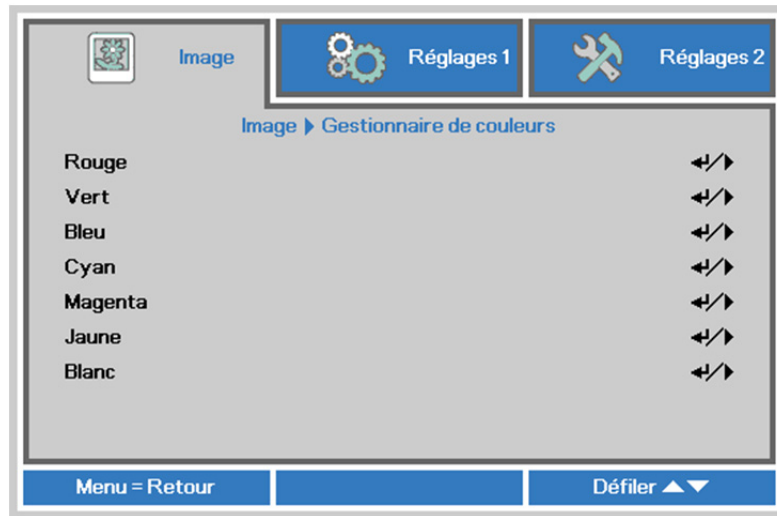 Image
Réglages 1
Réglages 2
Image ▶ Gestionnaire de couleurs
Rouge
Vert
Bleu
Cyan
Magenta
Jaune
Blanc
Menu = Retour
Défiler ▲▼